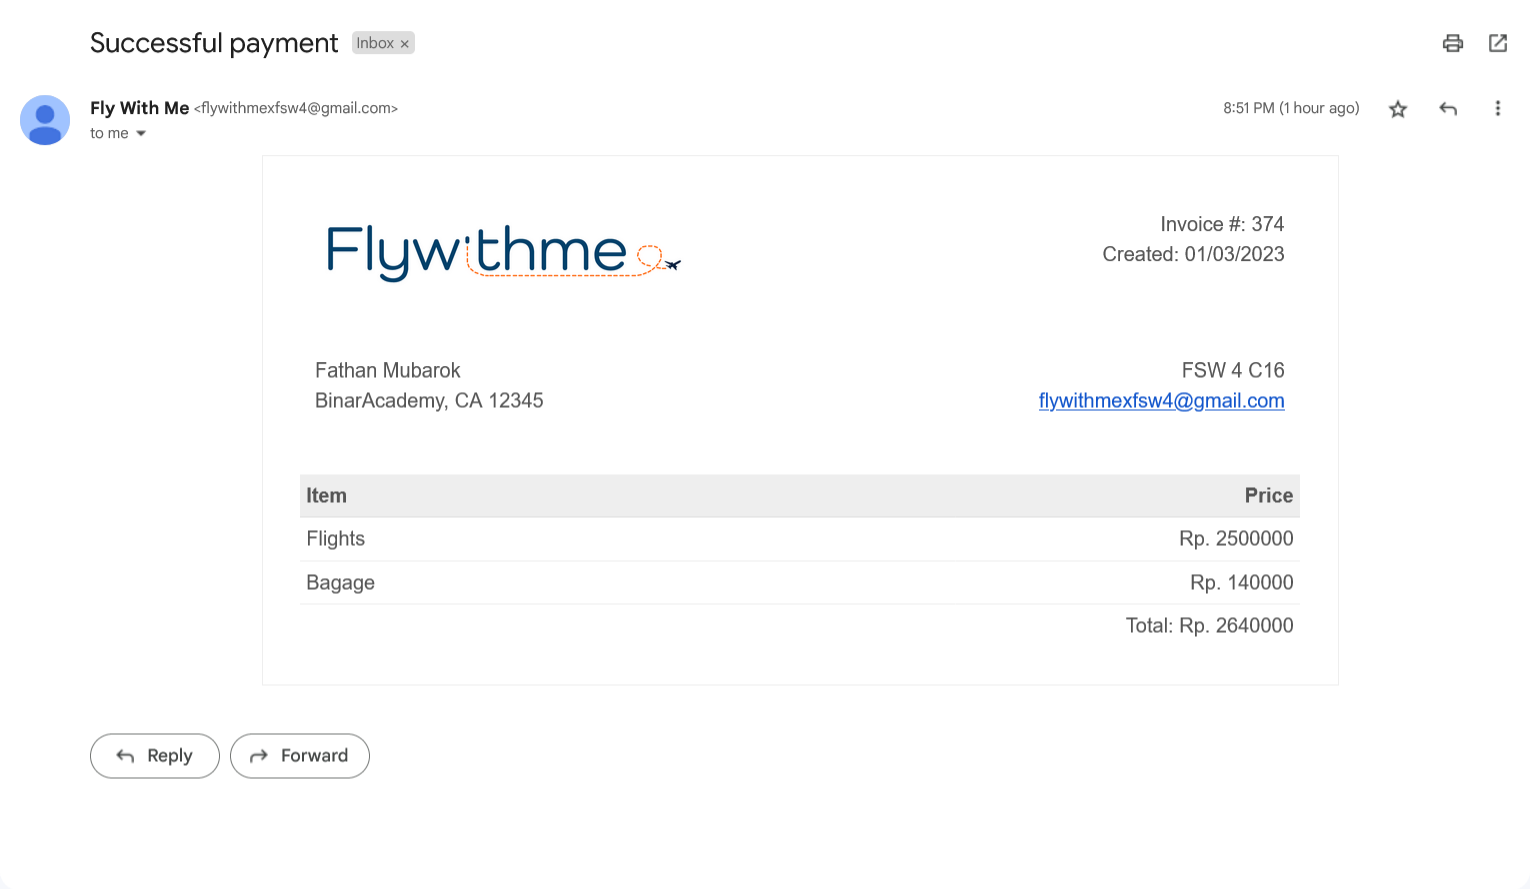 Successful payment Inbox ×
Fly With Me <flywithmexfsw4@gmail.com> 8:51 PM (1 hour ago)
to me
Flywithme
Invoice #: 374
Created: 01/03/2023
Fathan Mubarok
BinarAcademy, CA 12345
FSW 4 C16
flywithmexfsw4@gmail.com
Item Price
Flights Rp. 2500000
Bagage Rp. 140000
Total: Rp. 2640000
Reply Forward